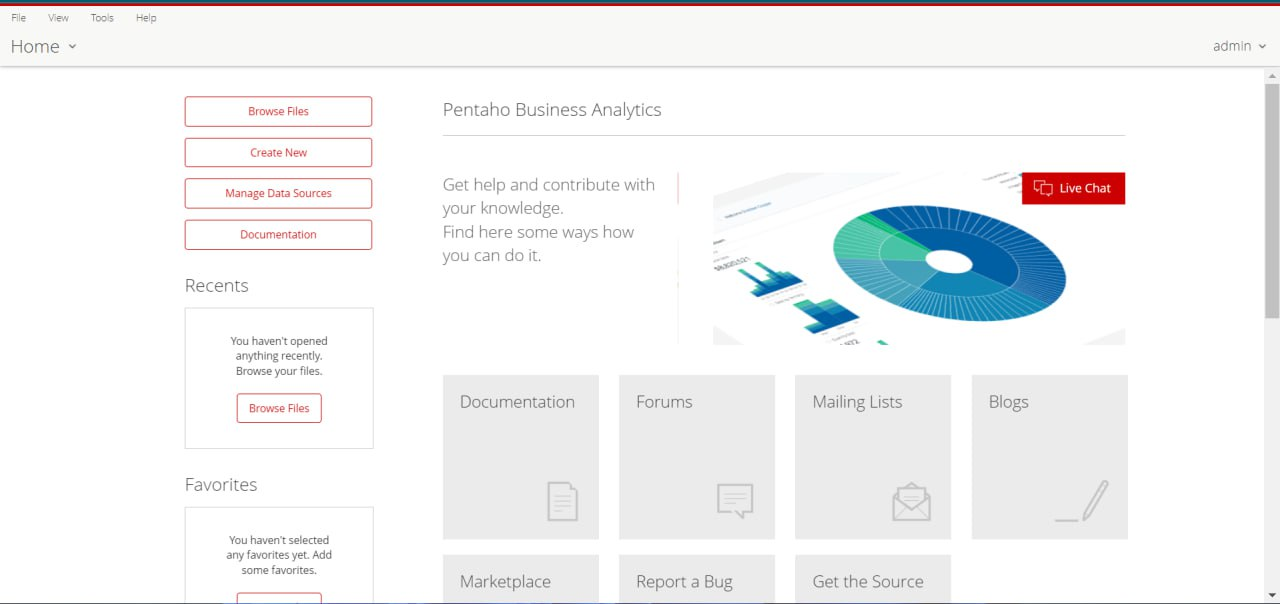 File View Tools Help
Home
admin
Browse Files
Create New
Manage Data Sources
Documentation
Recents
You haven't opened
anything recently.
Browse your files.
Browse Files
Favorites
You haven't selected
any favorites yet. Add
some favorites.
Pentaho Business Analytics
Get help and contribute with
your knowledge.
Find here some ways how
you can do it.
Live Chat
Documentation
Forums
Mailing Lists
Blogs
Marketplace
Report a Bug
Get the Source